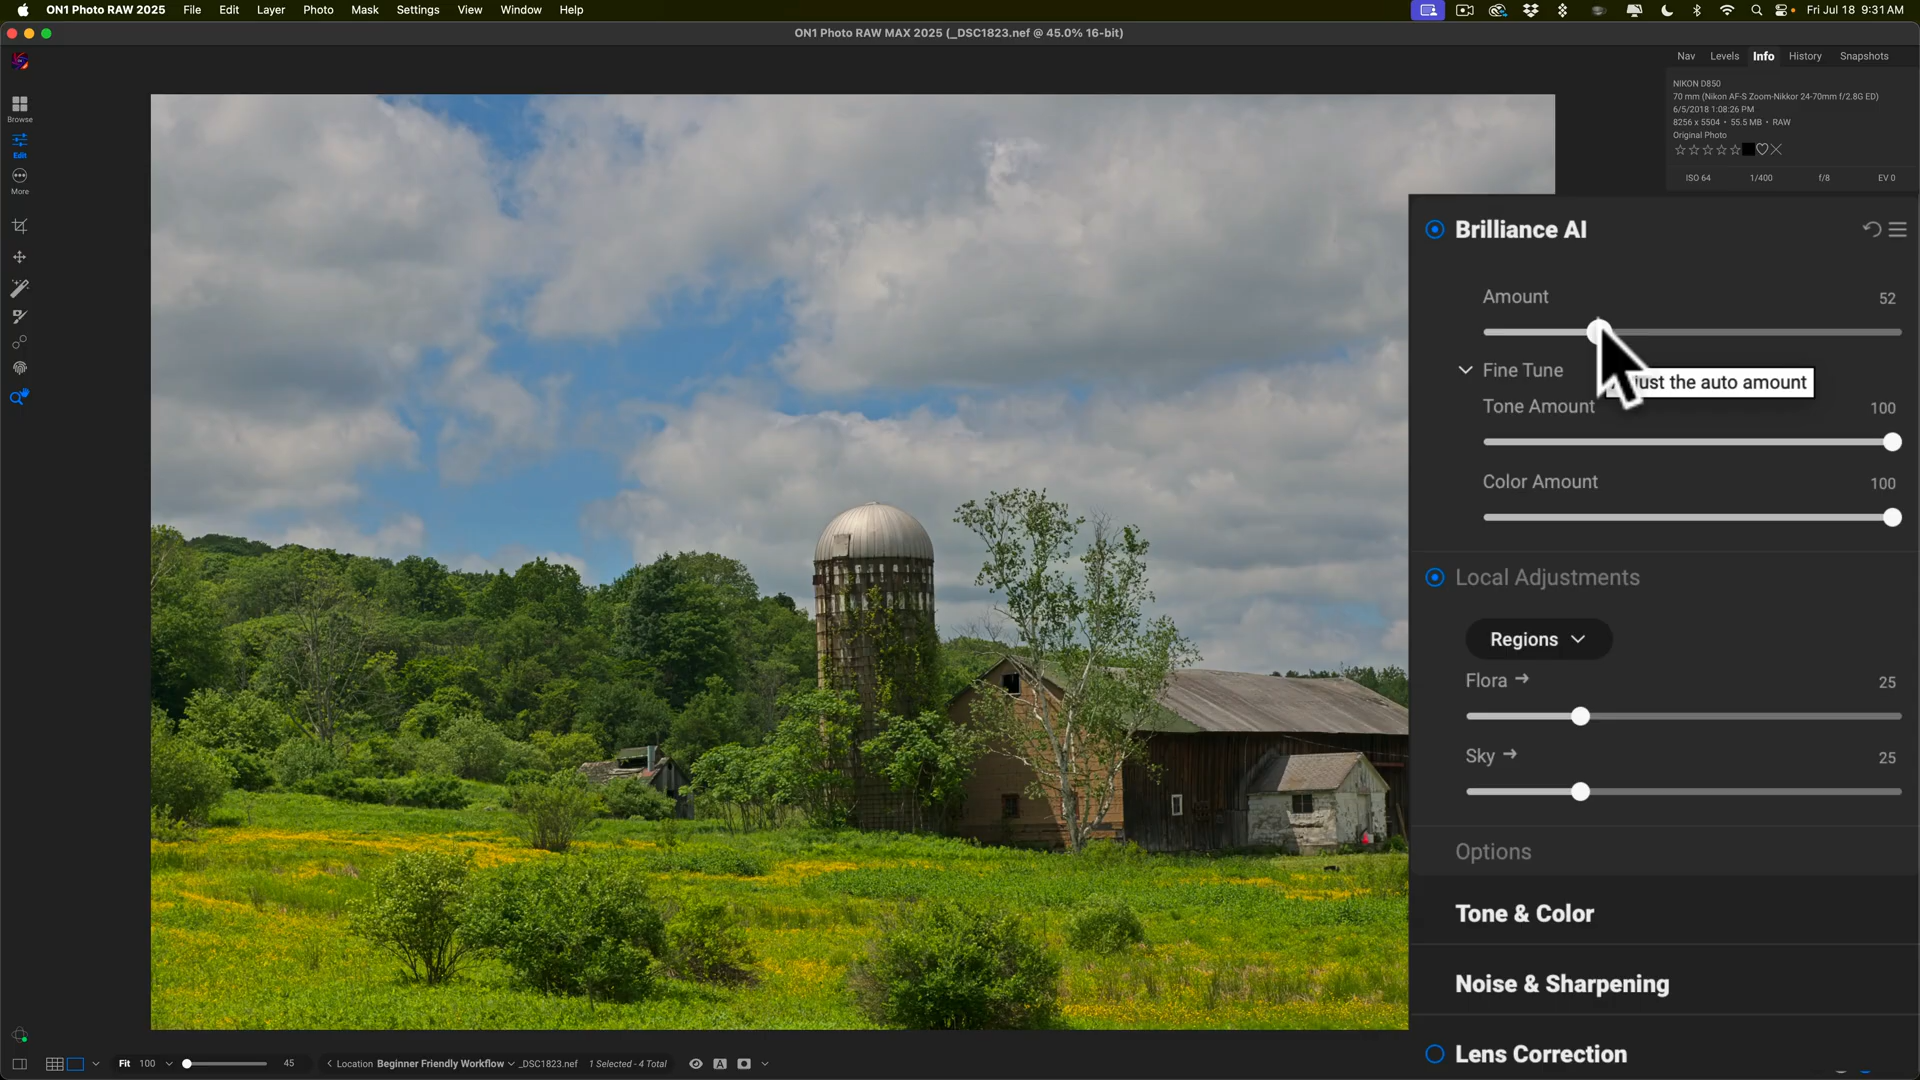 ON1 Photo RAW 2025 File Edit Layer Photo Mask Settings View Window Help Fri Jul 18 9:31 AM
ON1 Photo RAW MAX 2025 (_DSC1823.nef @ 45.0% 16-bit)
Nav Levels Info History Snapshots
NIKON D850
70 mm (Nikon AF-S Zoom-Nikkor 24-70mm f/2.8G ED)
6/5/2018 1:08:26 PM
8256 x 5504 • 55.5 MB • RAW
Original Photo
ISO 64 1/400 f/8 EV 0
Browse
Edit
More
Brilliance AI
Amount 52
Fine Tune
the auto amount
Tone Amount 100
Color Amount 100
Local Adjustments
Regions
Flora 25
Sky 25
Options
Tone & Color
Noise & Sharpening
Lens Correction
Fit 100 45 Location Beginner Friendly Workflow _DSC1823.nef 1 Selected - 4 Total A